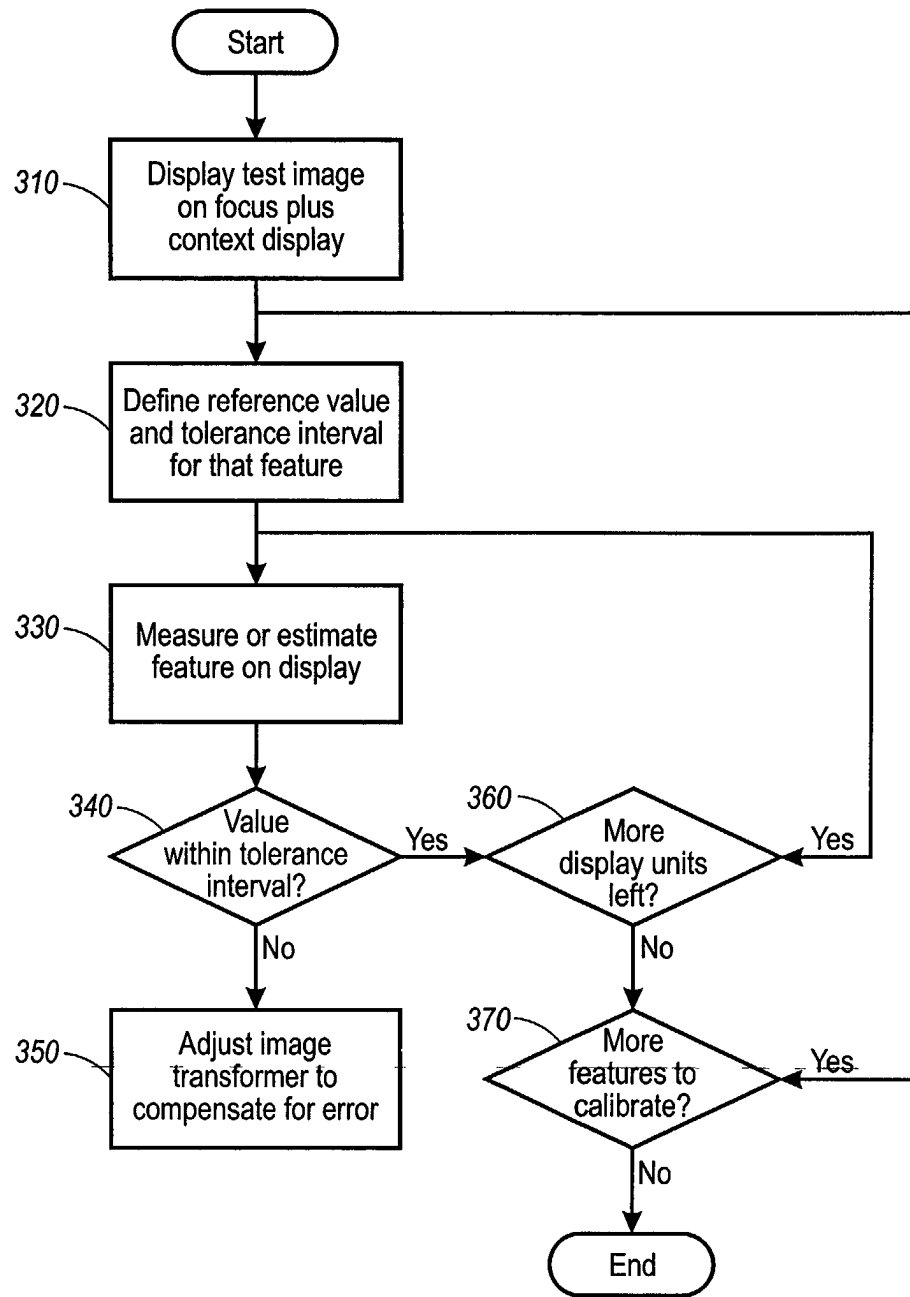 Start
310
Display test image
on focus plus
context display
320
Define reference value
and tolerance interval
for that feature
330
Measure or estimate
feature on display
340
Value
within tolerance
interval?
Yes
No
360
More
display units
left?
Yes
No
350
Adjust image
transformer to
compensate for error
370
More
features to
calibrate?
Yes
No
End